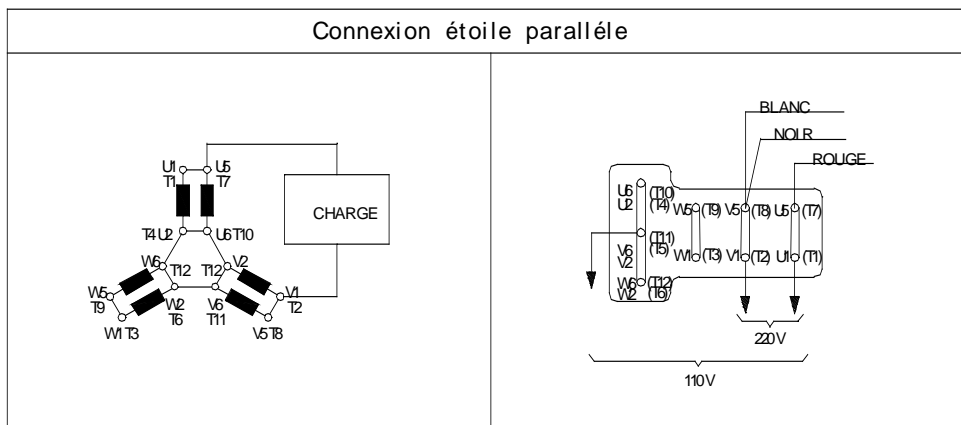 Connexion étoile paralléle
U1 U5
T1 T7
CHARGE
T4 U2 U6 T10
W6 T12 T12 V2
W5 V1
T9 W2 V6 T2
T6 T11
W1 T3 V5 T8
BLANC
NOIR
ROUGE
U6 (T10)
U2 (T4)
W5 (T9) V5 (T8) U5 (T7)
(T11)
V6 (T5)
V2
W1 (T3) V1 (T2) U1 (T1)
W6 (T12)
W2 (T6)
220V
110V